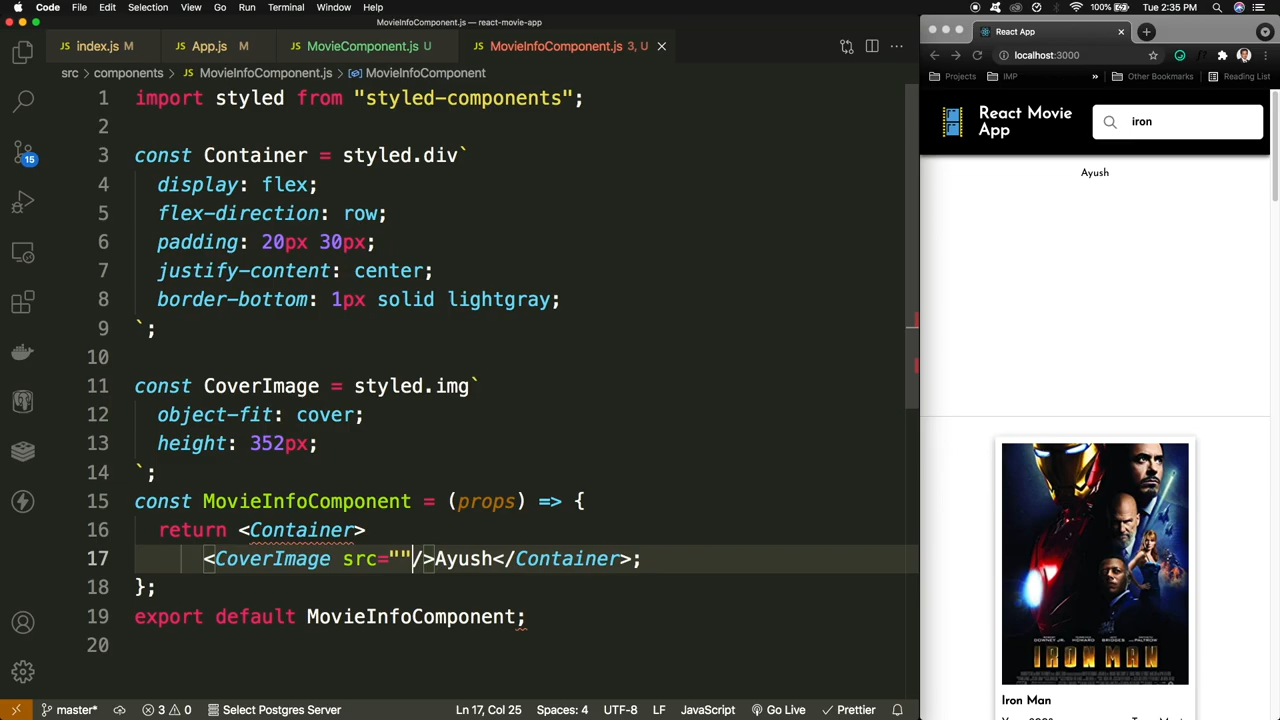 Code File Edit Selection View Go Run Terminal Window Help 100% Tue 2:35 PM
MovieInfoComponent.js — react-movie-app
index.js M App.js M MovieComponent.js U MovieInfoComponent.js 3, U
src > components > JS MovieInfoComponent.js > MovieInfoComponent
1 import styled from "styled-components";
2
3 const Container = styled.div`
4 display: flex;
5 flex-direction: row;
6 padding: 20px 30px;
7 justify-content: center;
8 border-bottom: 1px solid lightgray;
9 `;
10
11 const CoverImage = styled.img`
12 object-fit: cover;
13 height: 352px;
14 `;
15 const MovieInfoComponent = (props) => {
16 return <Container>
17 <CoverImage src=""/>Ayush</Container>;
18 };
19 export default MovieInfoComponent;
20
15
master* 3 0 Select Postgres Server Ln 17, Col 25 Spaces: 4 UTF-8 LF JavaScript Go Live Prettier
React App
localhost:3000
Projects IMP » Other Bookmarks Reading List
React Movie App
iron
Ayush
IRON MAN
Iron Man